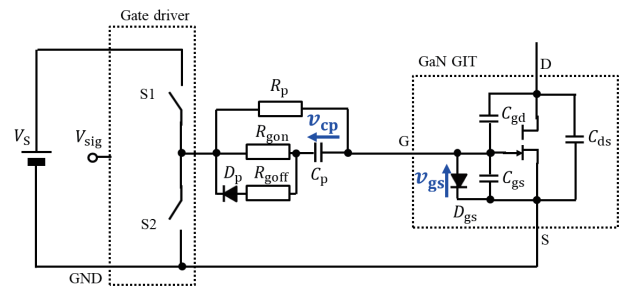 Gate driver
GaN GIT
D
S1
R_p
C_gd
V_S
V_sig
R_gon
v_cp
G
C_ds
D_p
R_goff
C_p
v_gs
C_gs
D_gs
S2
S
GND